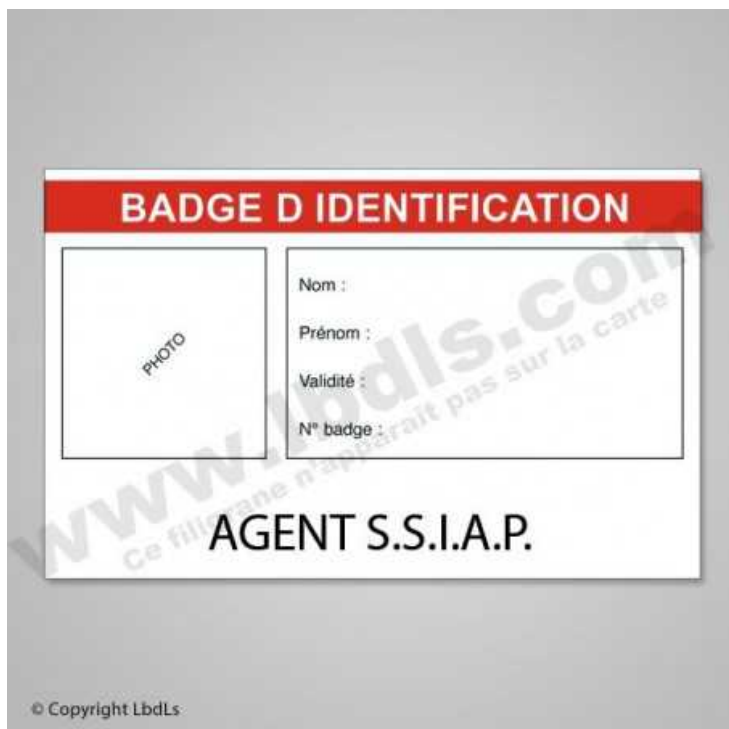 BADGE D IDENTIFICATION
PHOTO
Nom :
Prénom :
Validité :
N° badge :
www.lbdls.com
Ce filigrane n'apparait pas sur la carte
AGENT S.S.I.A.P.
© Copyright LbdLs